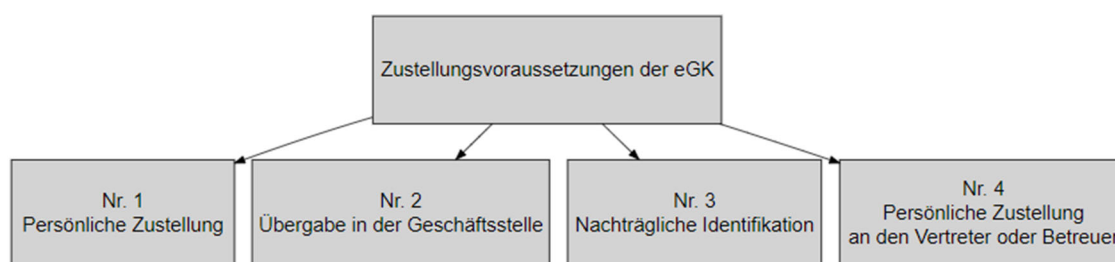 Zustellungsvoraussetzungen der eGK
Nr. 1
Persönliche Zustellung
Nr. 2
Übergabe in der Geschäftsstelle
Nr. 3
Nachträgliche Identifikation
Nr. 4
Persönliche Zustellung
an den Vertreter oder Betreuer